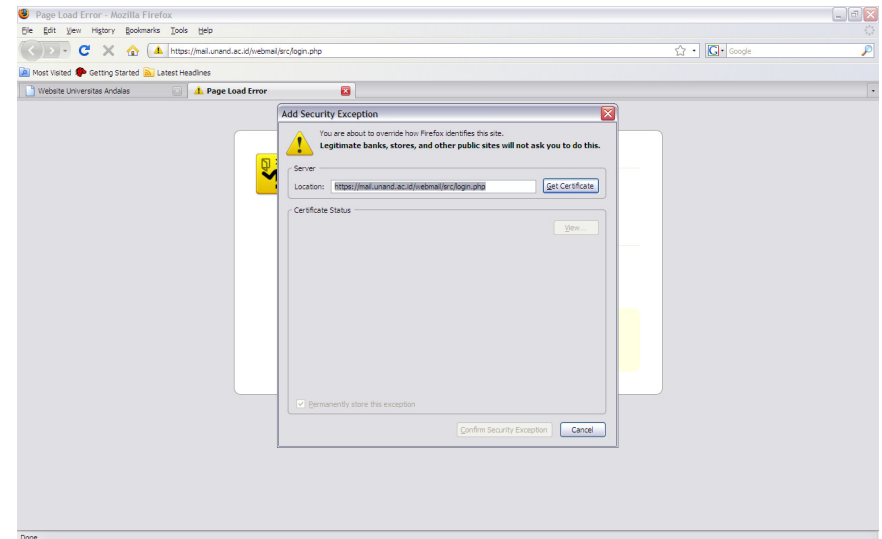 Page Load Error - Mozilla Firefox
File Edit View History Bookmarks Tools Help
https://mail.unand.ac.id/webmail/src/login.php
Google
Most Visited Getting Started Latest Headlines
Website Universitas Andalas
Page Load Error
Add Security Exception
You are about to override how Firefox identifies this site.
Legitimate banks, stores, and other public sites will not ask you to do this.
Server
Location: https://mail.unand.ac.id/webmail/src/login.php Get Certificate
Certificate Status
View...
Permanently store this exception
Confirm Security Exception Cancel
Done